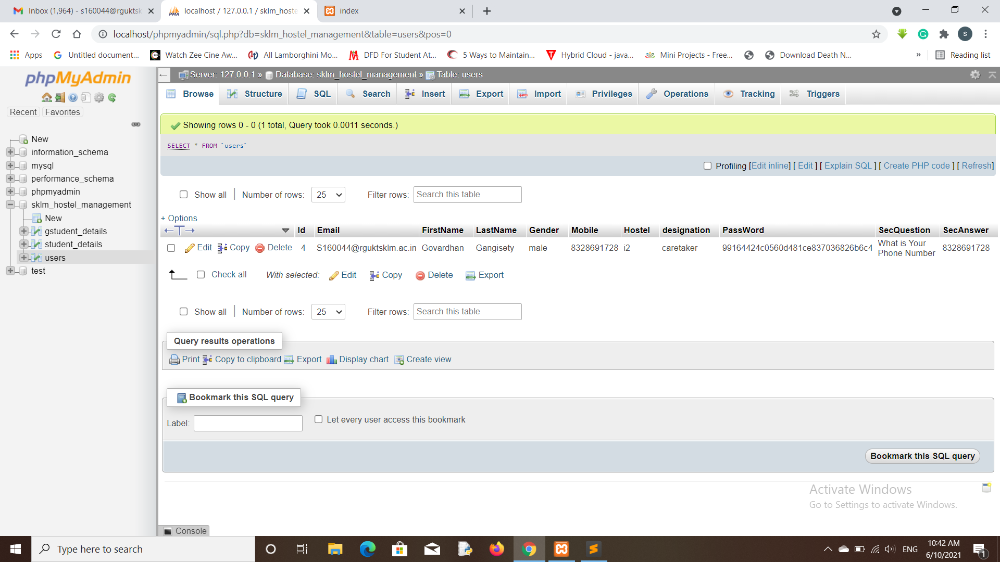 Inbox (1,964) - s160044@rguktsk
localhost / 127.0.0.1 / sklm_hoste
index
localhost/phpmyadmin/sql.php?db=sklm_hostel_management&table=users&pos=0
s
Apps
Untitled document...
Watch Zee Cine Aw...
All Lamborghini Mo...
DFD For Student At...
5 Ways to Maintain...
Hybrid Cloud - java...
Mini Projects - Free...
Download Death N...
»
Reading list
phpMyAdmin
Recent
Favorites
New
information_schema
mysql
performance_schema
phpmyadmin
sklm_hostel_management
New
gstudent_details
student_details
users
test
Server: 127.0.0.1 » Database: sklm_hostel_management » Table: users
Browse
Structure
SQL
Search
Insert
Export
Import
Privileges
Operations
Tracking
Triggers
Showing rows 0 - 0 (1 total, Query took 0.0011 seconds.)
SELECT * FROM `users`
Profiling [Edit inline] [ Edit ] [ Explain SQL ] [ Create PHP code ] [ Refresh]
Show all | Number of rows: 25 Filter rows: Search this table
+ Options
Id Email FirstName LastName Gender Mobile Hostel designation PassWord SecQuestion SecAnswer
Edit Copy Delete 4 S160044@rguktsklm.ac.in Govardhan Gangisety male 8328691728 i2 caretaker 99164424c0560d481ce837036826b6c4 What is Your Phone Number 8328691728
Check all With selected: Edit Copy Delete Export
Show all | Number of rows: 25 Filter rows: Search this table
Query results operations
Print Copy to clipboard Export Display chart Create view
Bookmark this SQL query
Label:
Let every user access this bookmark
Bookmark this SQL query
Activate Windows
Go to Settings to activate Windows.
Console
Type here to search
ENG
10:42 AM
6/10/2021
1